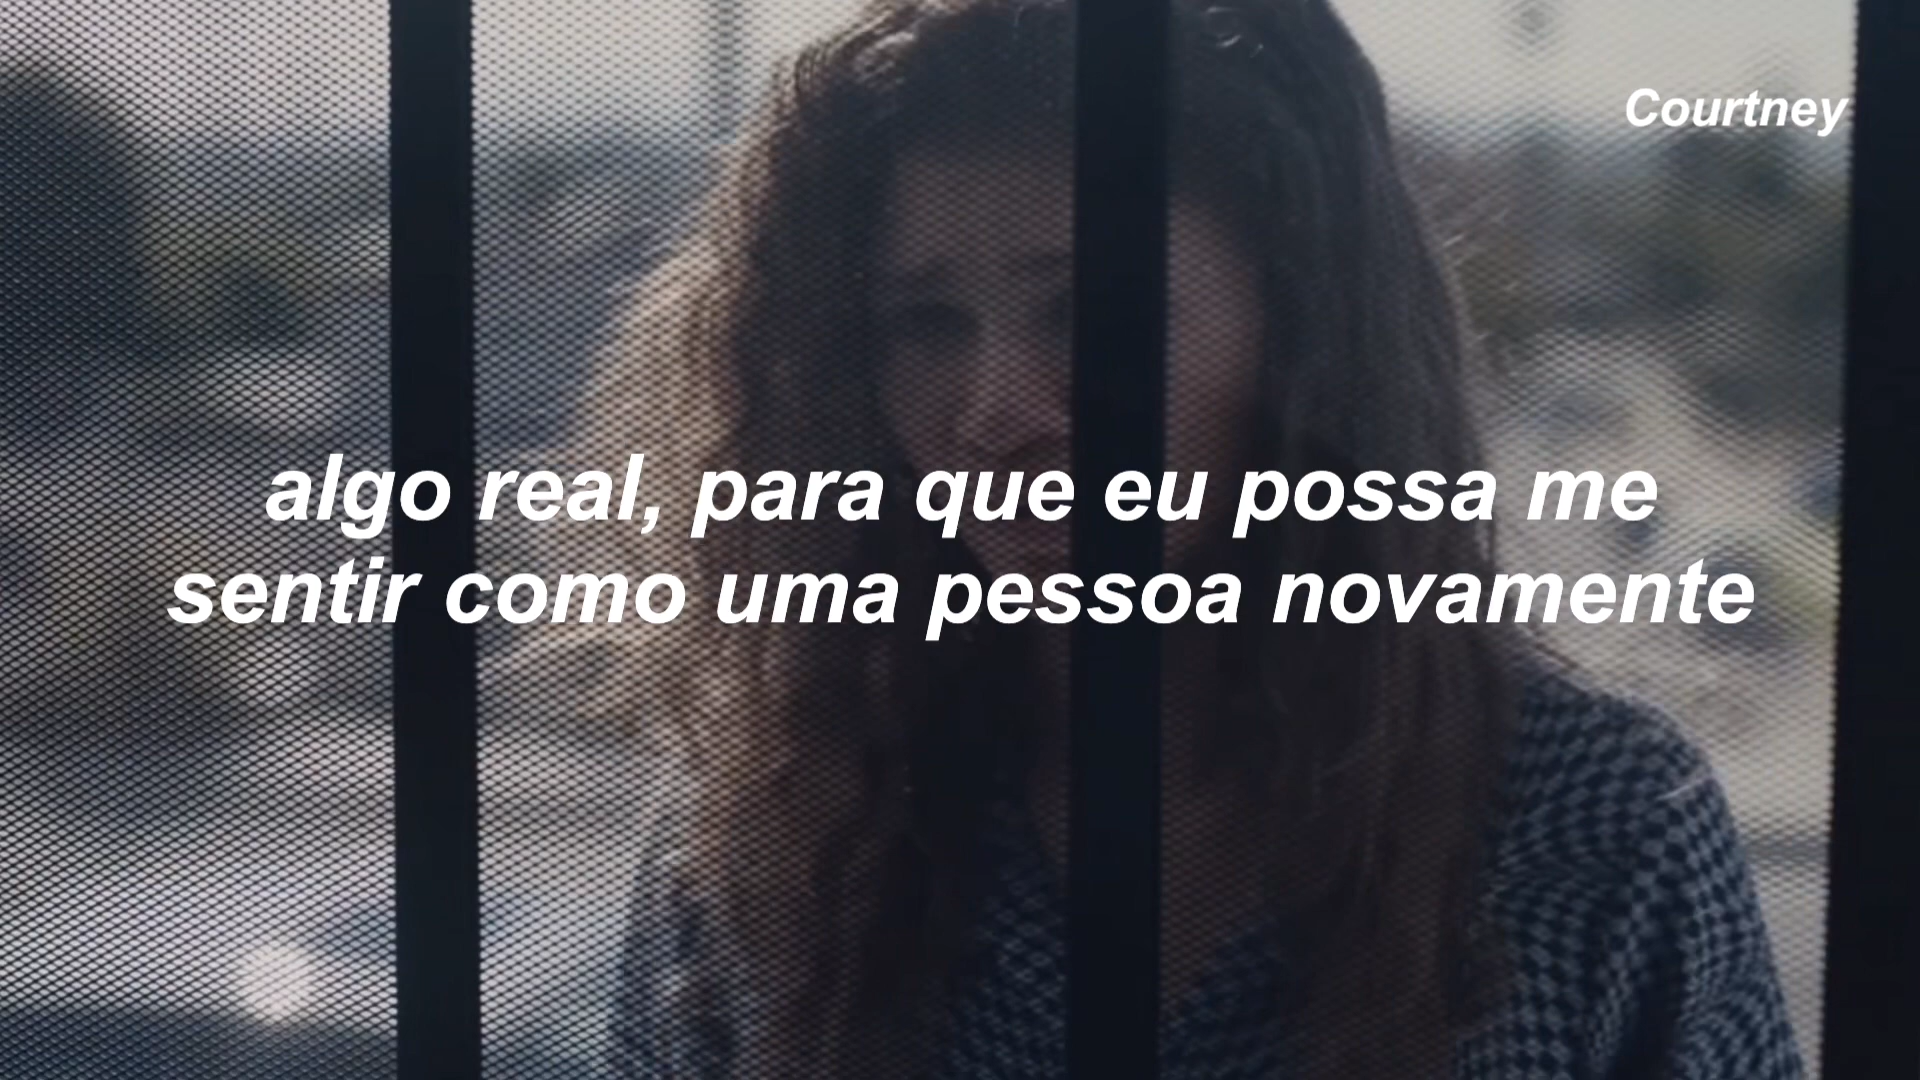 Courtney
algo real, para que eu possa me
sentir como uma pessoa novamente